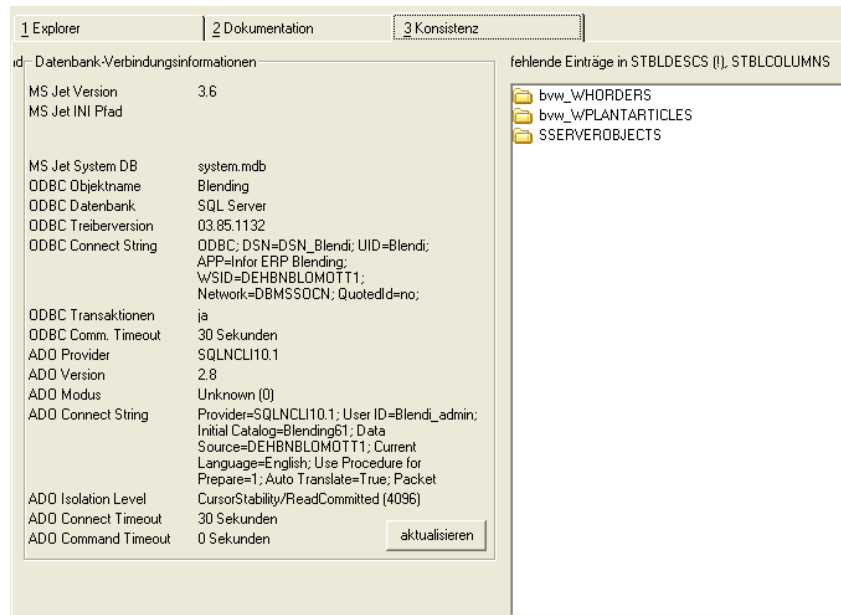 1 Explorer
2 Dokumentation
3 Konsistenz
Datenbank-Verbindungsinformationen
MS Jet Version 3.6
MS Jet INI Pfad
MS Jet System DB system.mdb
ODBC Objektname Blending
ODBC Datenbank SQL Server
ODBC Treiberversion 03.85.1132
ODBC Connect String ODBC; DSN=DSN_Blendi; UID=Blendi;
APP=Infor ERP Blending;
WSID=DEHBNBLOMOTT1;
Network=DBMSSOCN; QuotedId=no;
ODBC Transaktionen ja
ODBC Comm. Timeout 30 Sekunden
ADO Provider SQLNCLI10.1
ADO Version 2.8
ADO Modus Unknown (0)
ADO Connect String Provider=SQLNCLI10.1; User ID=Blendi_admin;
Initial Catalog=Blending61; Data
Source=DEHBNBLOMOTT1; Current
Language=English; Use Procedure for
Prepare=1; Auto Translate=True; Packet
ADO Isolation Level CursorStability/ReadCommitted (4096)
ADO Connect Timeout 30 Sekunden
ADO Command Timeout 0 Sekunden
aktualisieren
fehlende Einträge in STBLDESCS (!), STBLCOLUMNS
bvw_WHORDERS
bvw_WPLANTARTICLES
SSERVEROBJECTS